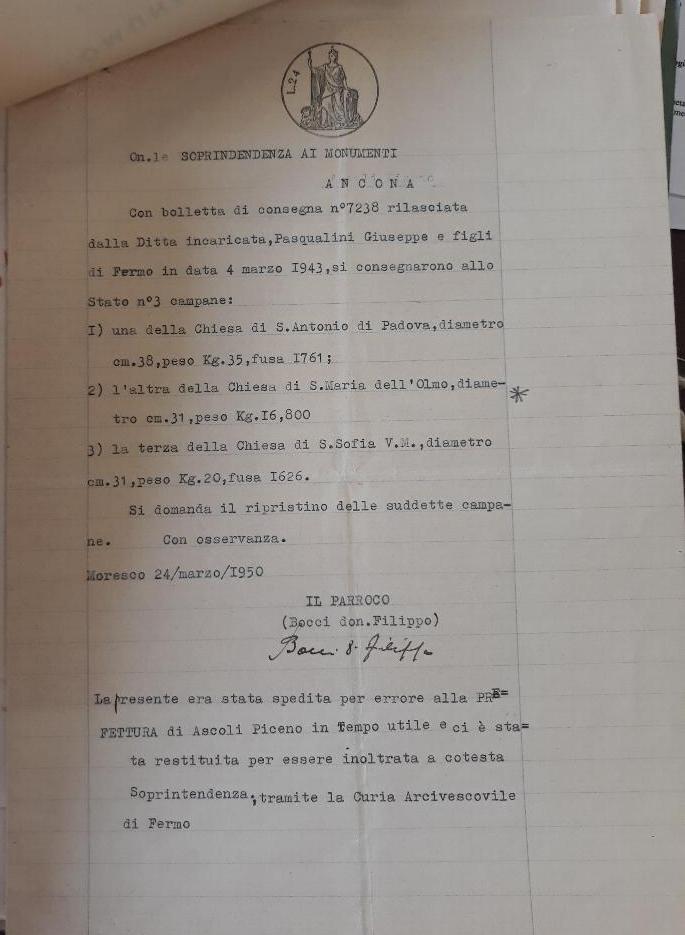 L.24
On.le SOPRINDENDENZA AI MONUMENTI
A N C O N A
Con bolletta di consegna n°7238 rilasciata
dalla Ditta incaricata,Pasqualini Giuseppe e figli
di Fermo in data 4 marzo I943,si consegnarono allo
Stato n°3 campane:
I) una della Chiesa di S.Antonio di Padova,diametro
cm.38,peso Kg.35,fusa I761;
2) l'altra della Chiesa di S.Maria dell'Olmo,diame-
tro cm.31,peso Kg.I6,800
3) la terza della Chiesa di S.Sofia V.M.,diametro
cm.31,peso Kg.20,fusa I626.
Si domanda il ripristino delle suddette campa-
ne. Con osservanza.
Moresco 24/marzo/I950
IL PARROCO
(Bocci don.Filippo)
Bocci D. Filippo
La presente era stata spedita per errore alla PRE=
FETTURA di Ascoli Piceno in Tempo utile e ci è sta=
ta restituita per essere inoltrata a cotesta
Soprintendenza,tramite la Curia Arcivescovile
di Fermo